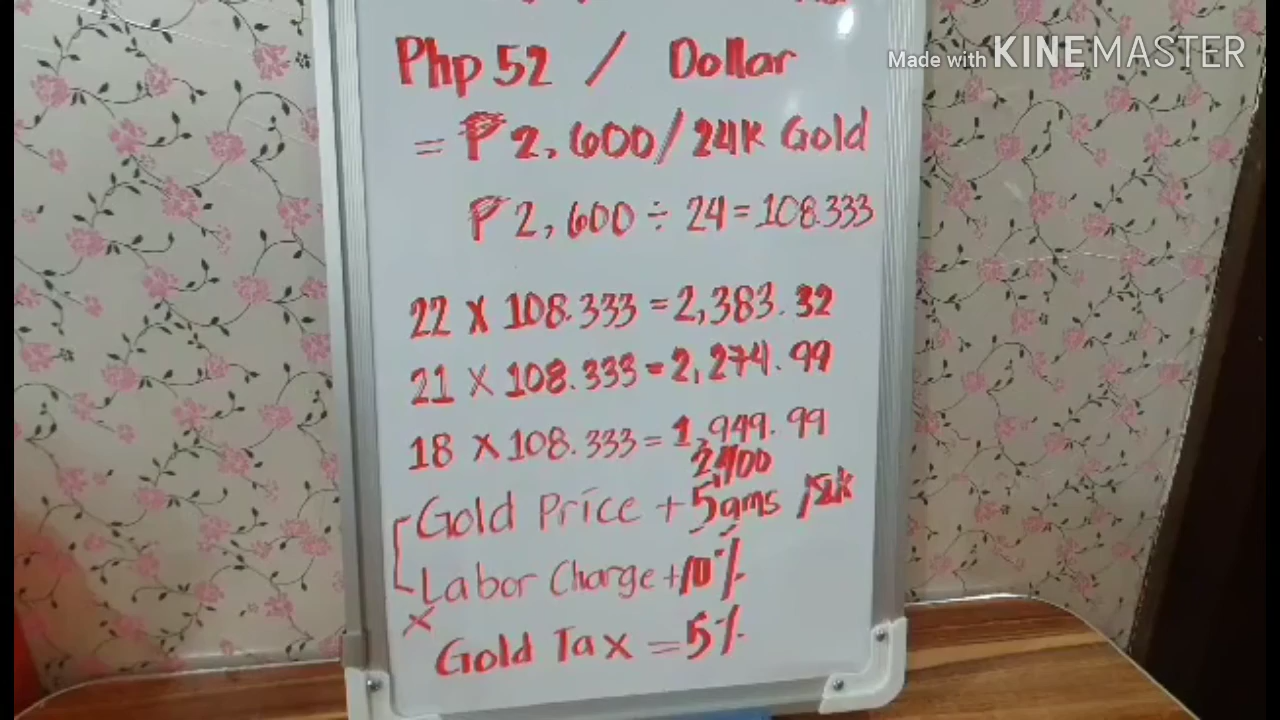 Made with KINEMASTER
Php 52 / Dollar
= ₱ 2,600/24K Gold
₱ 2,600 ÷ 24 = 108.333
22 x 108.333 = 2,383.32
21 x 108.333 = 2,274.99
18 x 108.333 = 1,949.99
2,400
Gold Price + 5gms 18k
Labor Charge + 10%
x
Gold Tax = 5%